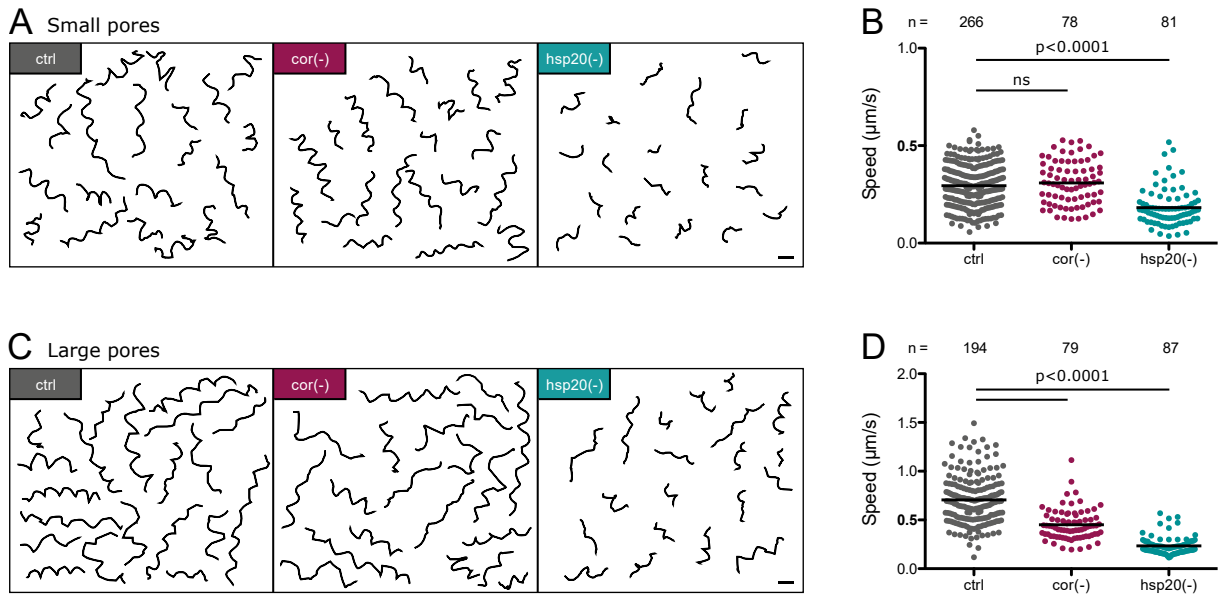 A Small pores
ctrl
cor(-)
hsp20(-)
B
n = 266 78 81
p<0.0001
ns
1.0
0.5
0.0
Speed (µm/s)
ctrl cor(-) hsp20(-)
C Large pores
ctrl
cor(-)
hsp20(-)
D
n = 194 79 87
p<0.0001
2.0
1.5
1.0
0.5
0.0
Speed (µm/s)
ctrl cor(-) hsp20(-)